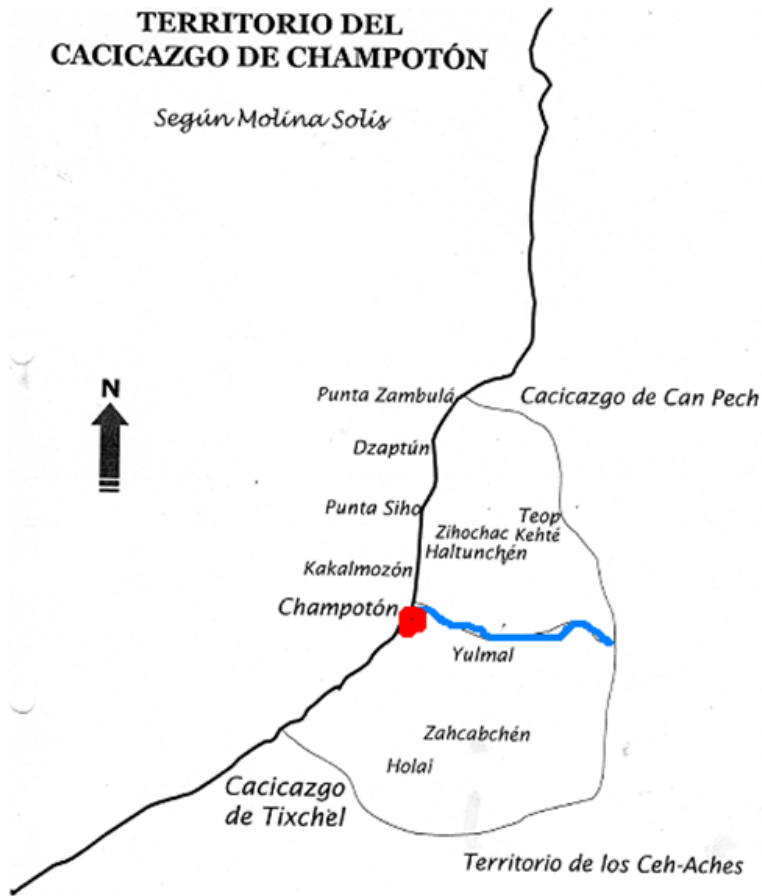 TERRITORIO DEL
CACICAZGO DE CHAMPOTÓN
Según Molina Solís
N
Punta Zambulá
Cacicazgo de Can Pech
Dzaptún
Punta Siho
Teop
Zihochac Kehté
Haltunchén
Kakalmozón
Champotón
Yulmal
Zahcabchén
Holai
Cacicazgo
de Tixchel
Territorio de los Ceh-Aches